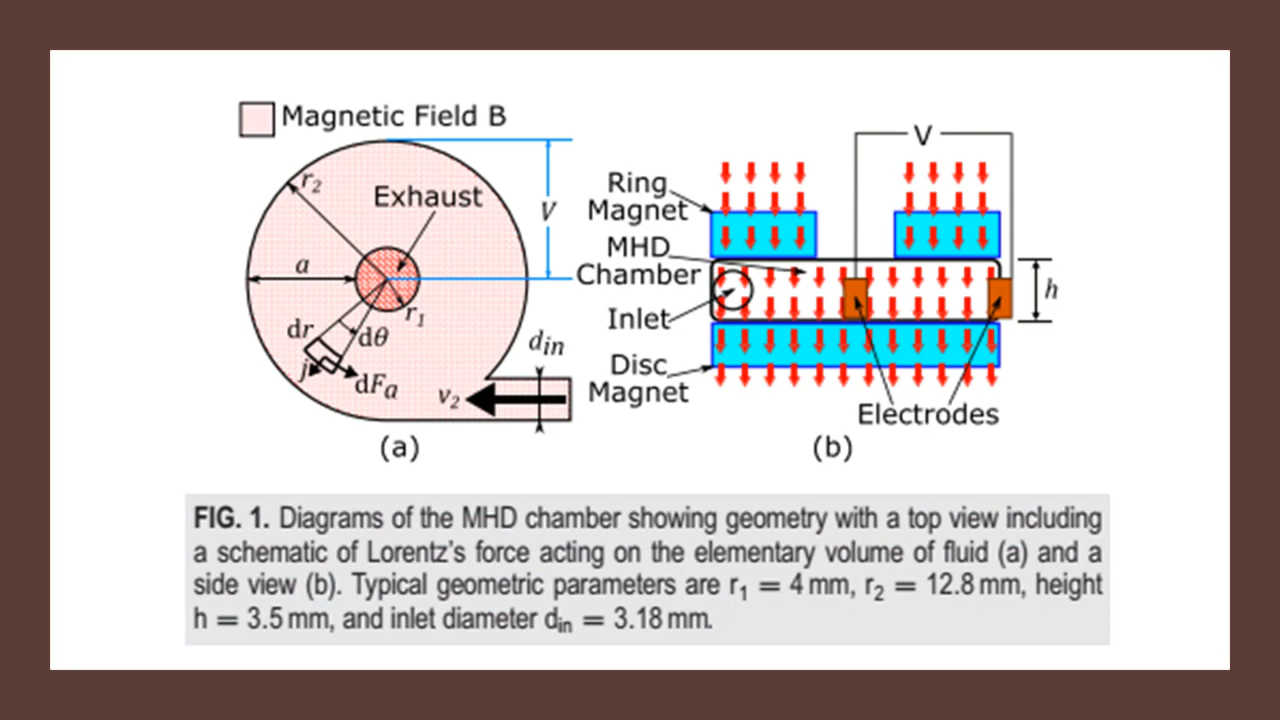 Magnetic Field B
r2
Exhaust
V
a
r1
dr
dθ
j
dFa
v2
din
(a)
V
Ring
Magnet
MHD
Chamber
Inlet
h
Disc
Magnet
Electrodes
(b)
FIG. 1. Diagrams of the MHD chamber showing geometry with a top view including
a schematic of Lorentz's force acting on the elementary volume of fluid (a) and a
side view (b). Typical geometric parameters are r1 = 4 mm, r2 = 12.8 mm, height
h = 3.5 mm, and inlet diameter din = 3.18 mm.